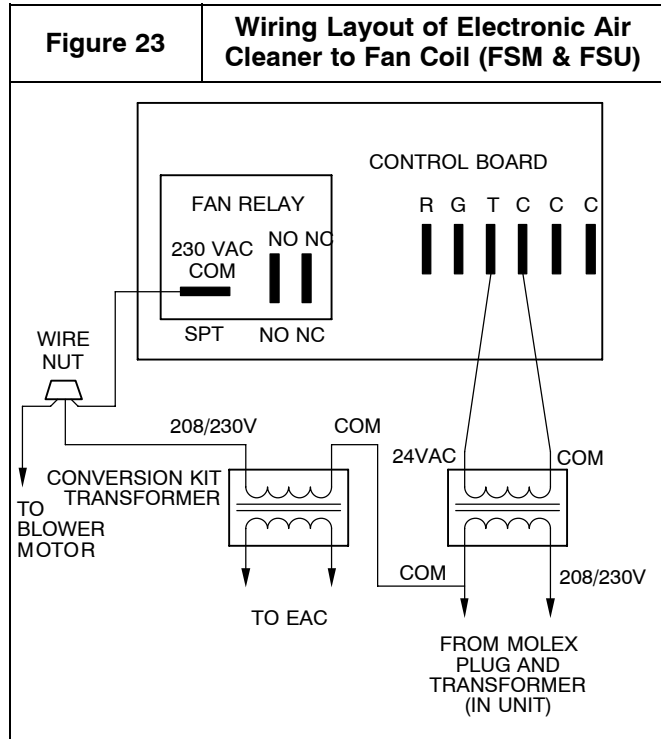 Figure 23
Wiring Layout of Electronic Air
Cleaner to Fan Coil (FSM & FSU)
CONTROL BOARD
FAN RELAY
R G T C C C
230 VAC
COM
NO NC
SPT
NO NC
WIRE
NUT
208/230V
COM
24VAC
COM
CONVERSION KIT
TRANSFORMER
TO
BLOWER
MOTOR
COM
208/230V
TO EAC
FROM MOLEX
PLUG AND
TRANSFORMER
(IN UNIT)